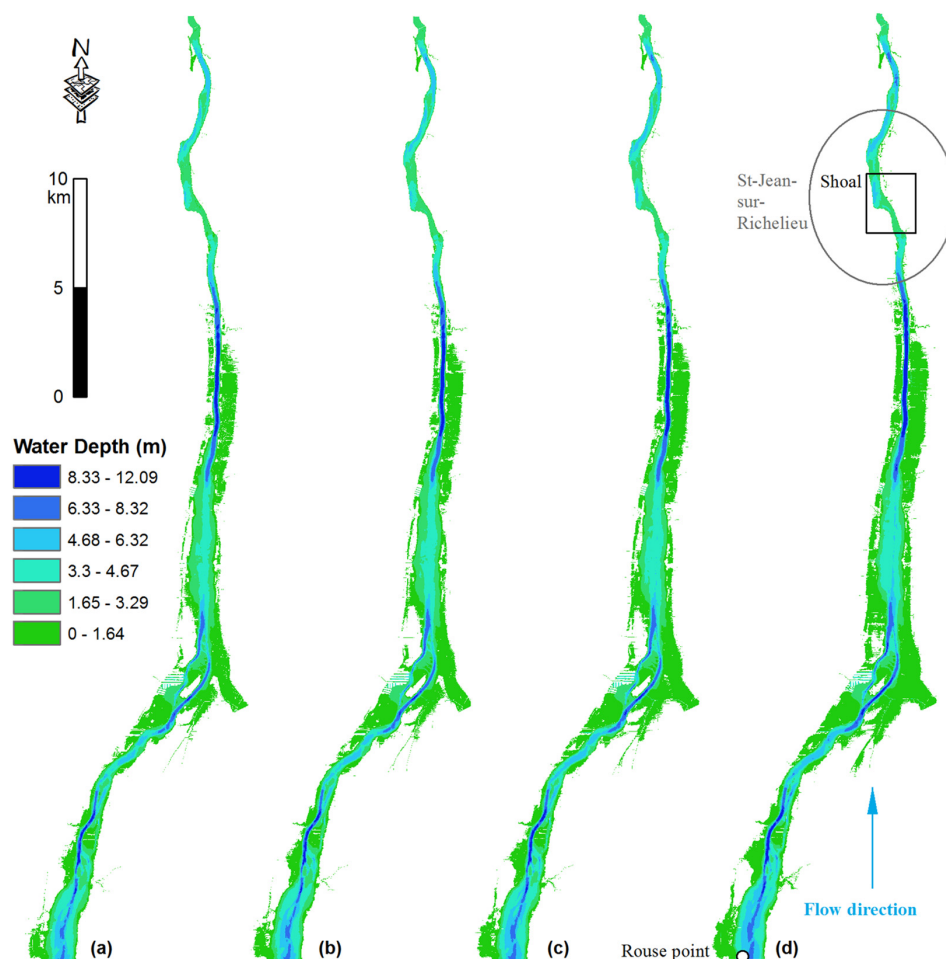 N
10
km
5
0
Water Depth (m)
8.33 - 12.09
6.33 - 8.32
4.68 - 6.32
3.3 - 4.67
1.65 - 3.29
0 - 1.64
St-Jean-
sur-
Richelieu
Shoal
Flow direction
Rouse point
(a)
(b)
(c)
(d)